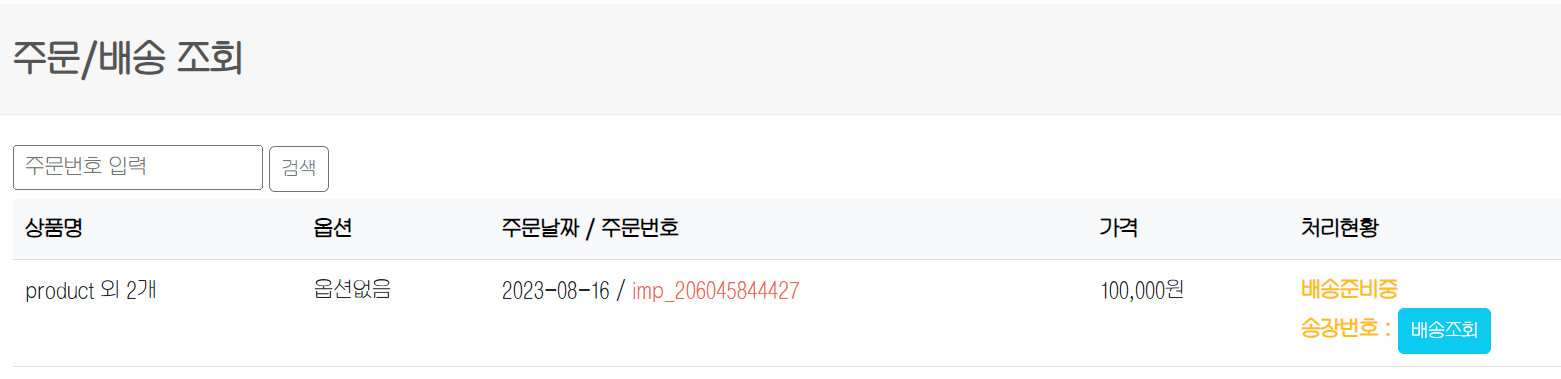 주문/배송 조회
주문번호 입력 검색
상품명 옵션 주문날짜 / 주문번호 가격 처리현황
product 외 2개 옵션없음 2023-08-16 / imp_206045844427 100,000원 배송준비중
송장번호 : 배송조회